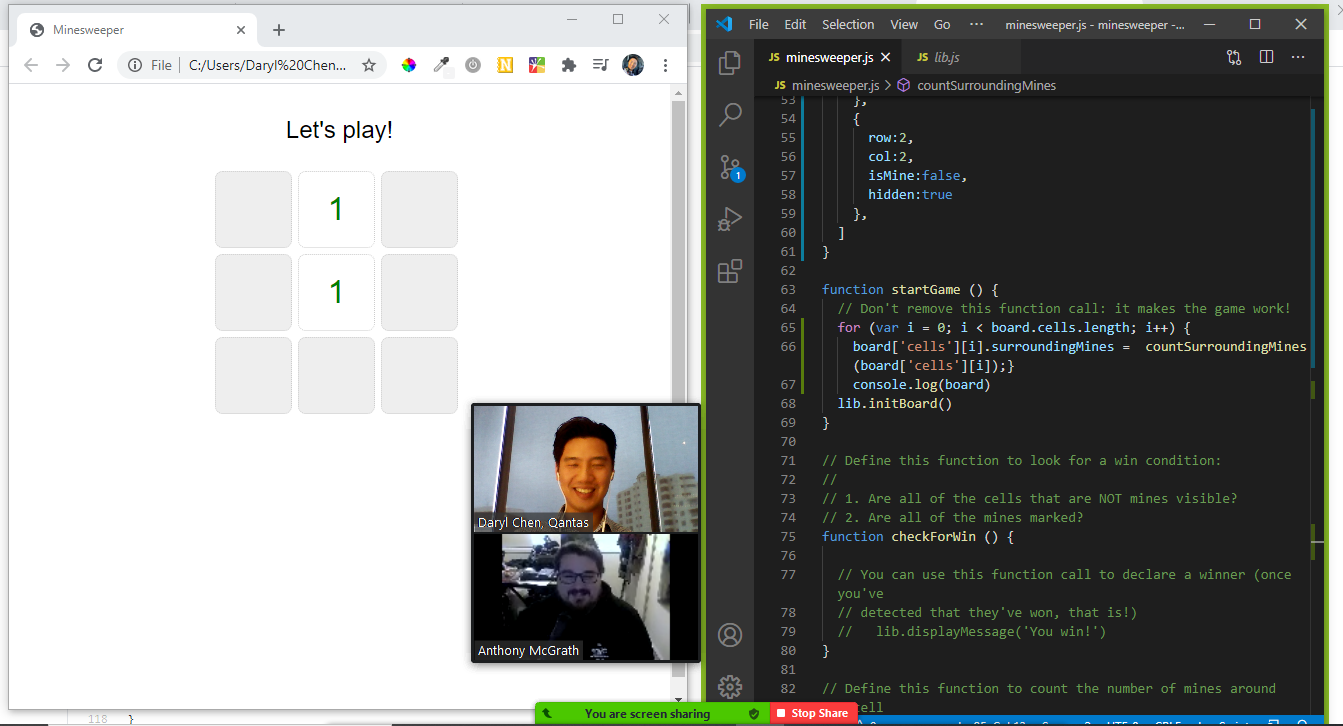 Minesweeper
File
C:/Users/Daryl%20Chen...
Let's play!
1
1
Daryl Chen, Qantas
Anthony McGrath
118 }
You are screen sharing
Stop Share
File Edit Selection View Go ··· minesweeper.js - minesweeper -...
JS minesweeper.js JS lib.js
JS minesweeper.js > countSurroundingMines
1
53 },
54 {
55 row:2,
56 col:2,
57 isMine:false,
58 hidden:true
59 },
60 ]
61 }
62
63 function startGame () {
64 // Don't remove this function call: it makes the game work!
65 for (var i = 0; i < board.cells.length; i++) {
66 board['cells'][i].surroundingMines =  countSurroundingMines
(board['cells'][i]);}
67 console.log(board)
68 lib.initBoard()
69 }
70
71 // Define this function to look for a win condition:
72 //
73 // 1. Are all of the cells that are NOT mines visible?
74 // 2. Are all of the mines marked?
75 function checkForWin () {
76
77 // You can use this function call to declare a winner (once
you've
78 // detected that they've won, that is!)
79 //   lib.displayMessage('You win!')
80 }
81
82 // Define this function to count the number of mines around
cell